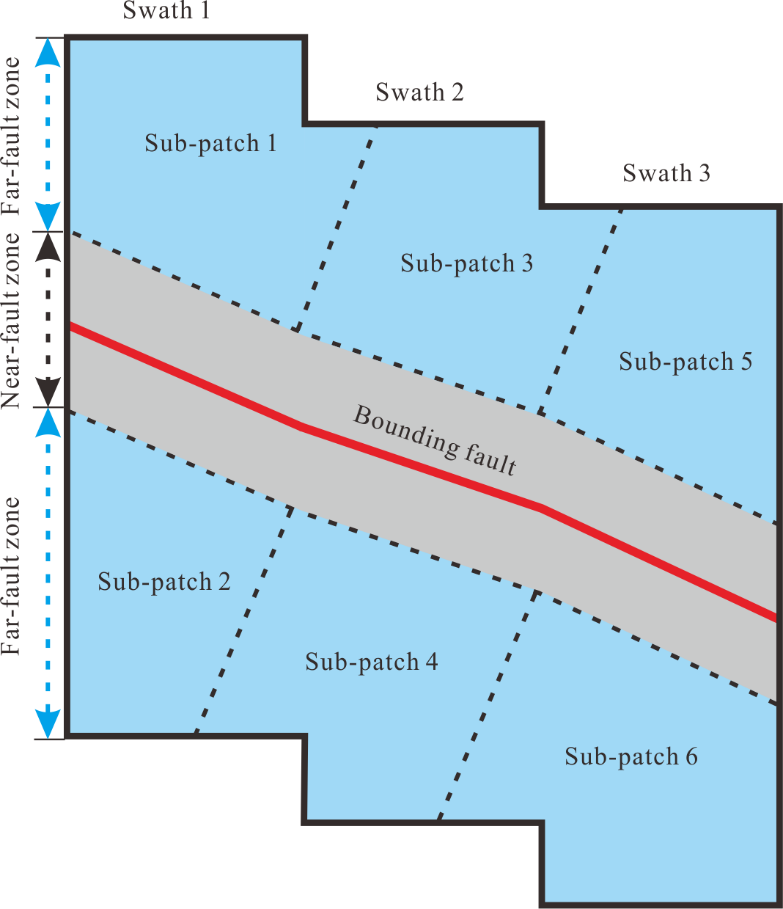 Swath 1
Swath 2
Swath 3
Far-fault zone
Near-fault zone
Far-fault zone
Sub-patch 1
Sub-patch 3
Sub-patch 5
Bounding fault
Sub-patch 2
Sub-patch 4
Sub-patch 6